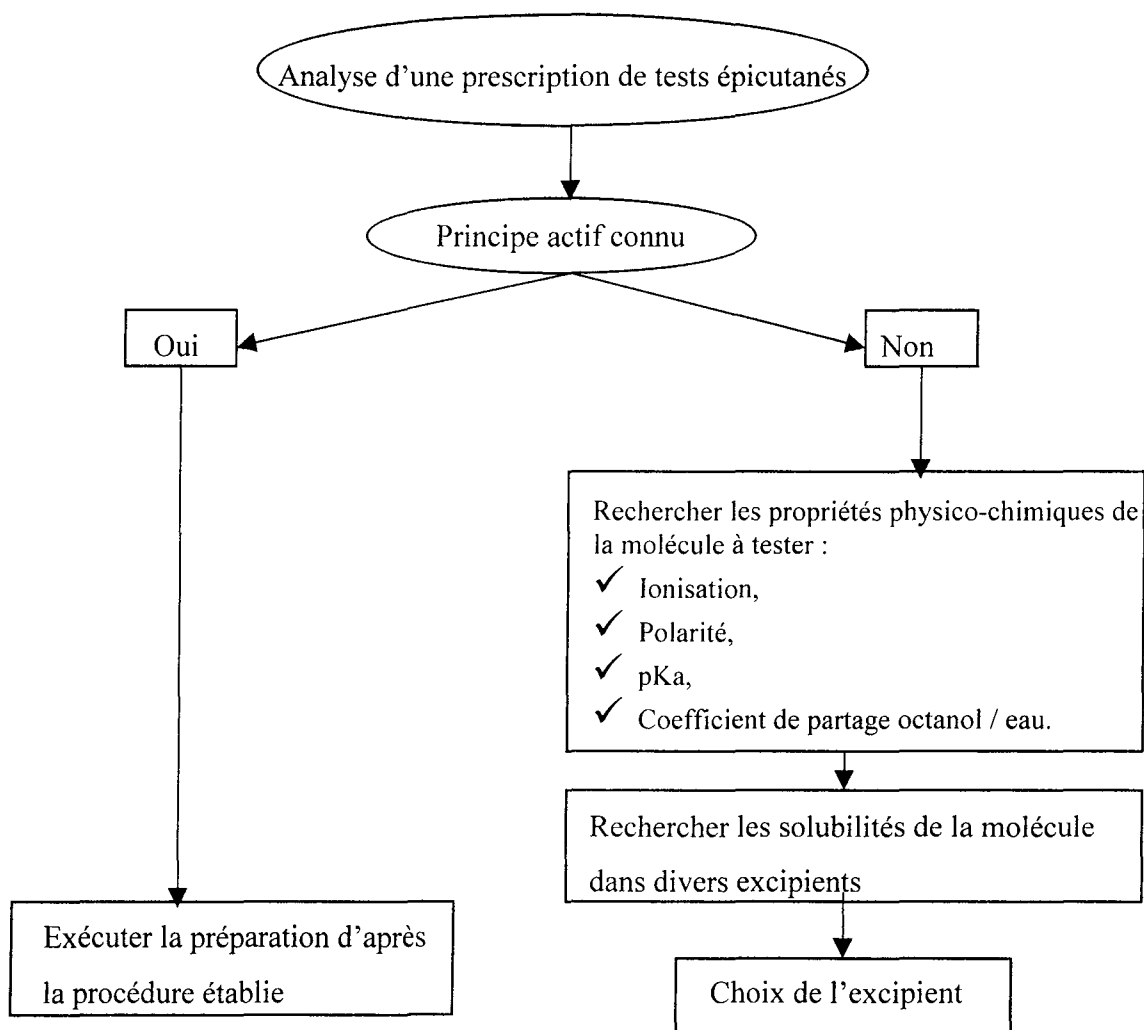 Analyse d'une prescription de tests épicutanés
Principe actif connu
Oui
Non
Rechercher les propriétés physico-chimiques de
la molécule à tester :
✓ Ionisation,
✓ Polarité,
✓ pKa,
✓ Coefficient de partage octanol / eau.
Rechercher les solubilités de la molécule
dans divers excipients
Exécuter la préparation d'après
la procédure établie
Choix de l'excipient